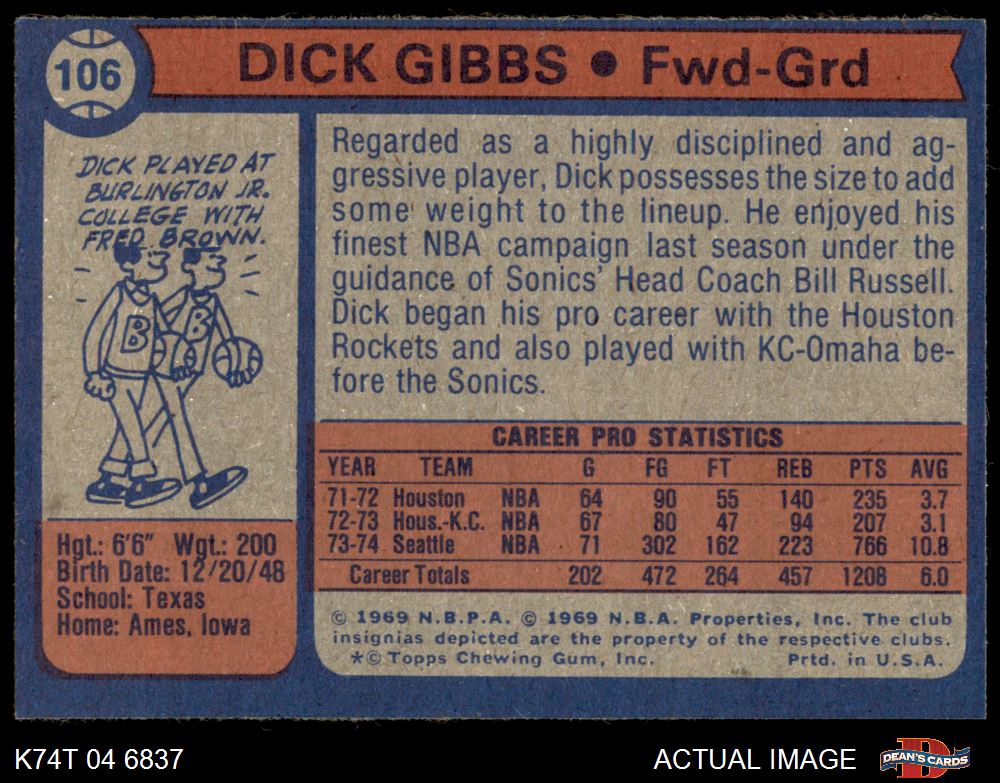 106
DICK GIBBS ● Fwd-Grd
DICK PLAYED AT
BURLINGTON JR.
COLLEGE WITH
FRED BROWN.
B
B
Hgt.: 6'6" Wgt.: 200
Birth Date: 12/20/48
School: Texas
Home: Ames, Iowa
Regarded as a highly disciplined and ag-
gressive player, Dick possesses the size to add
some weight to the lineup. He enjoyed his
finest NBA campaign last season under the
guidance of Sonics' Head Coach Bill Russell.
Dick began his pro career with the Houston
Rockets and also played with KC-Omaha be-
fore the Sonics.
CAREER PRO STATISTICS
YEAR TEAM G FG FT REB PTS AVG
71-72 Houston NBA 64 90 55 140 235 3.7
72-73 Hous.-K.C. NBA 67 80 47 94 207 3.1
73-74 Seattle NBA 71 302 162 223 766 10.8
Career Totals 202 472 264 457 1208 6.0
© 1969 N.B.P.A. © 1969 N.B.A. Properties, Inc. The club
insignias depicted are the property of the respective clubs.
*© Topps Chewing Gum, Inc. Prtd. in U.S.A.
K74T 04 6837 ACTUAL IMAGE D DEAN'S CARDS